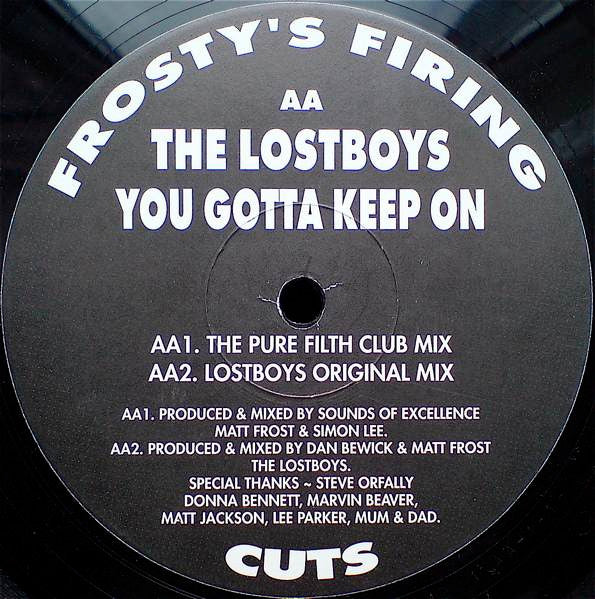 FROSTY'S FIRING
AA
THE LOSTBOYS
YOU GOTTA KEEP ON
AA1. THE PURE FILTH CLUB MIX
AA2. LOSTBOYS ORIGINAL MIX
AA1. PRODUCED & MIXED BY SOUNDS OF EXCELLENCE
MATT FROST & SIMON LEE.
AA2. PRODUCED & MIXED BY DAN BEWICK & MATT FROST
THE LOSTBOYS.
SPECIAL THANKS ~ STEVE ORFALLY
DONNA BENNETT, MARVIN BEAVER,
MATT JACKSON, LEE PARKER, MUM & DAD.
CUTS